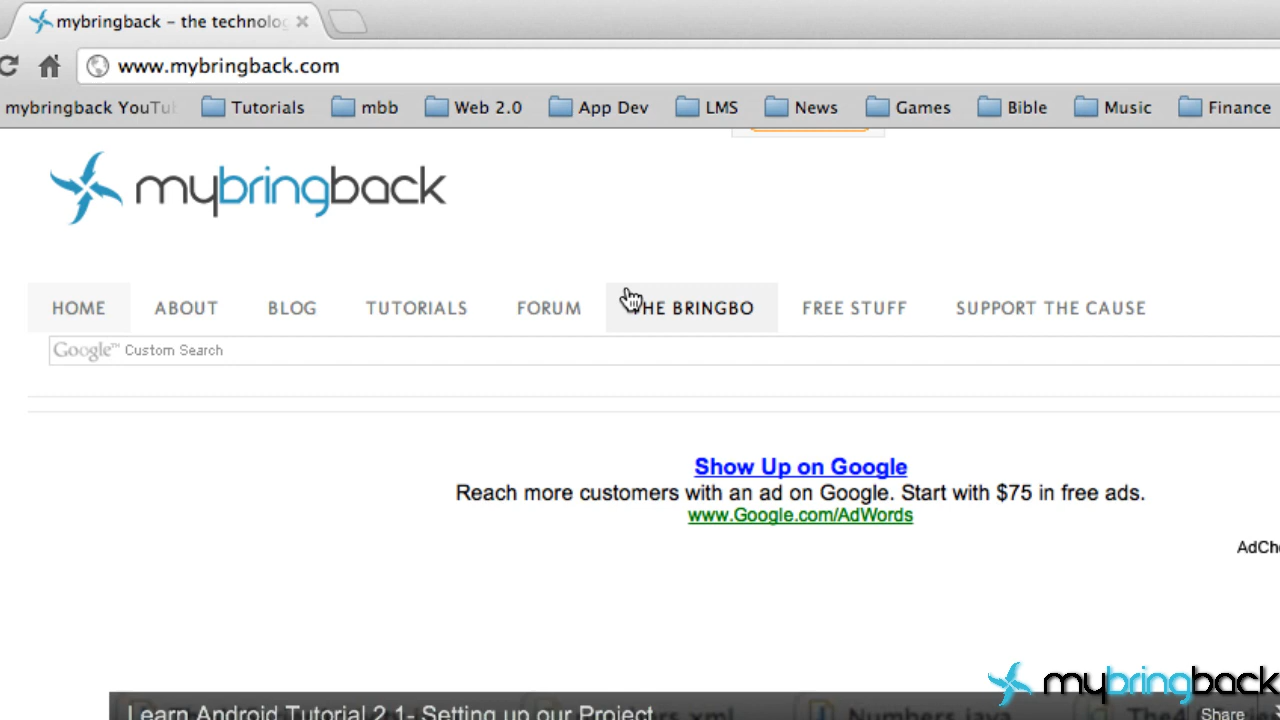 mybringback – the technolog
www.mybringback.com
mybringback YouTu Tutorials mbb Web 2.0 App Dev LMS News Games Bible Music Finance
mybringback
HOME ABOUT BLOG TUTORIALS FORUM THE BRINGBO FREE STUFF SUPPORT THE CAUSE
Google™ Custom Search
Show Up on Google
Reach more customers with an ad on Google. Start with $75 in free ads.
www.Google.com/AdWords
AdCh
mybringback
Learn Android Tutorial 2.1- Setting up our Project
Numbers.java
Share